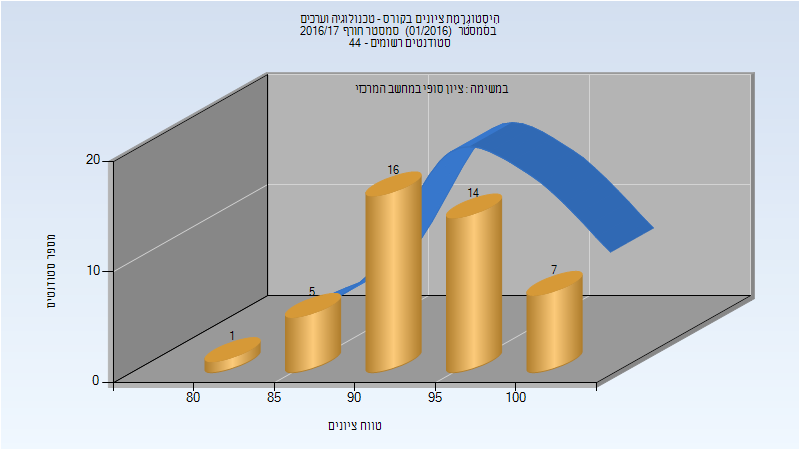 היסטוגרמת ציונים בקורס - טכנולוגיה וערכים
בסמסטר (01/2016) סמסטר חורף 2016/17
סטודנטים רשומים - 44
במשימה : ציון סופי במחשב המרכזי
20
10
0
מספר סטודנטים
1
5
16
14
7
80
85
90
95
100
טווח ציונים